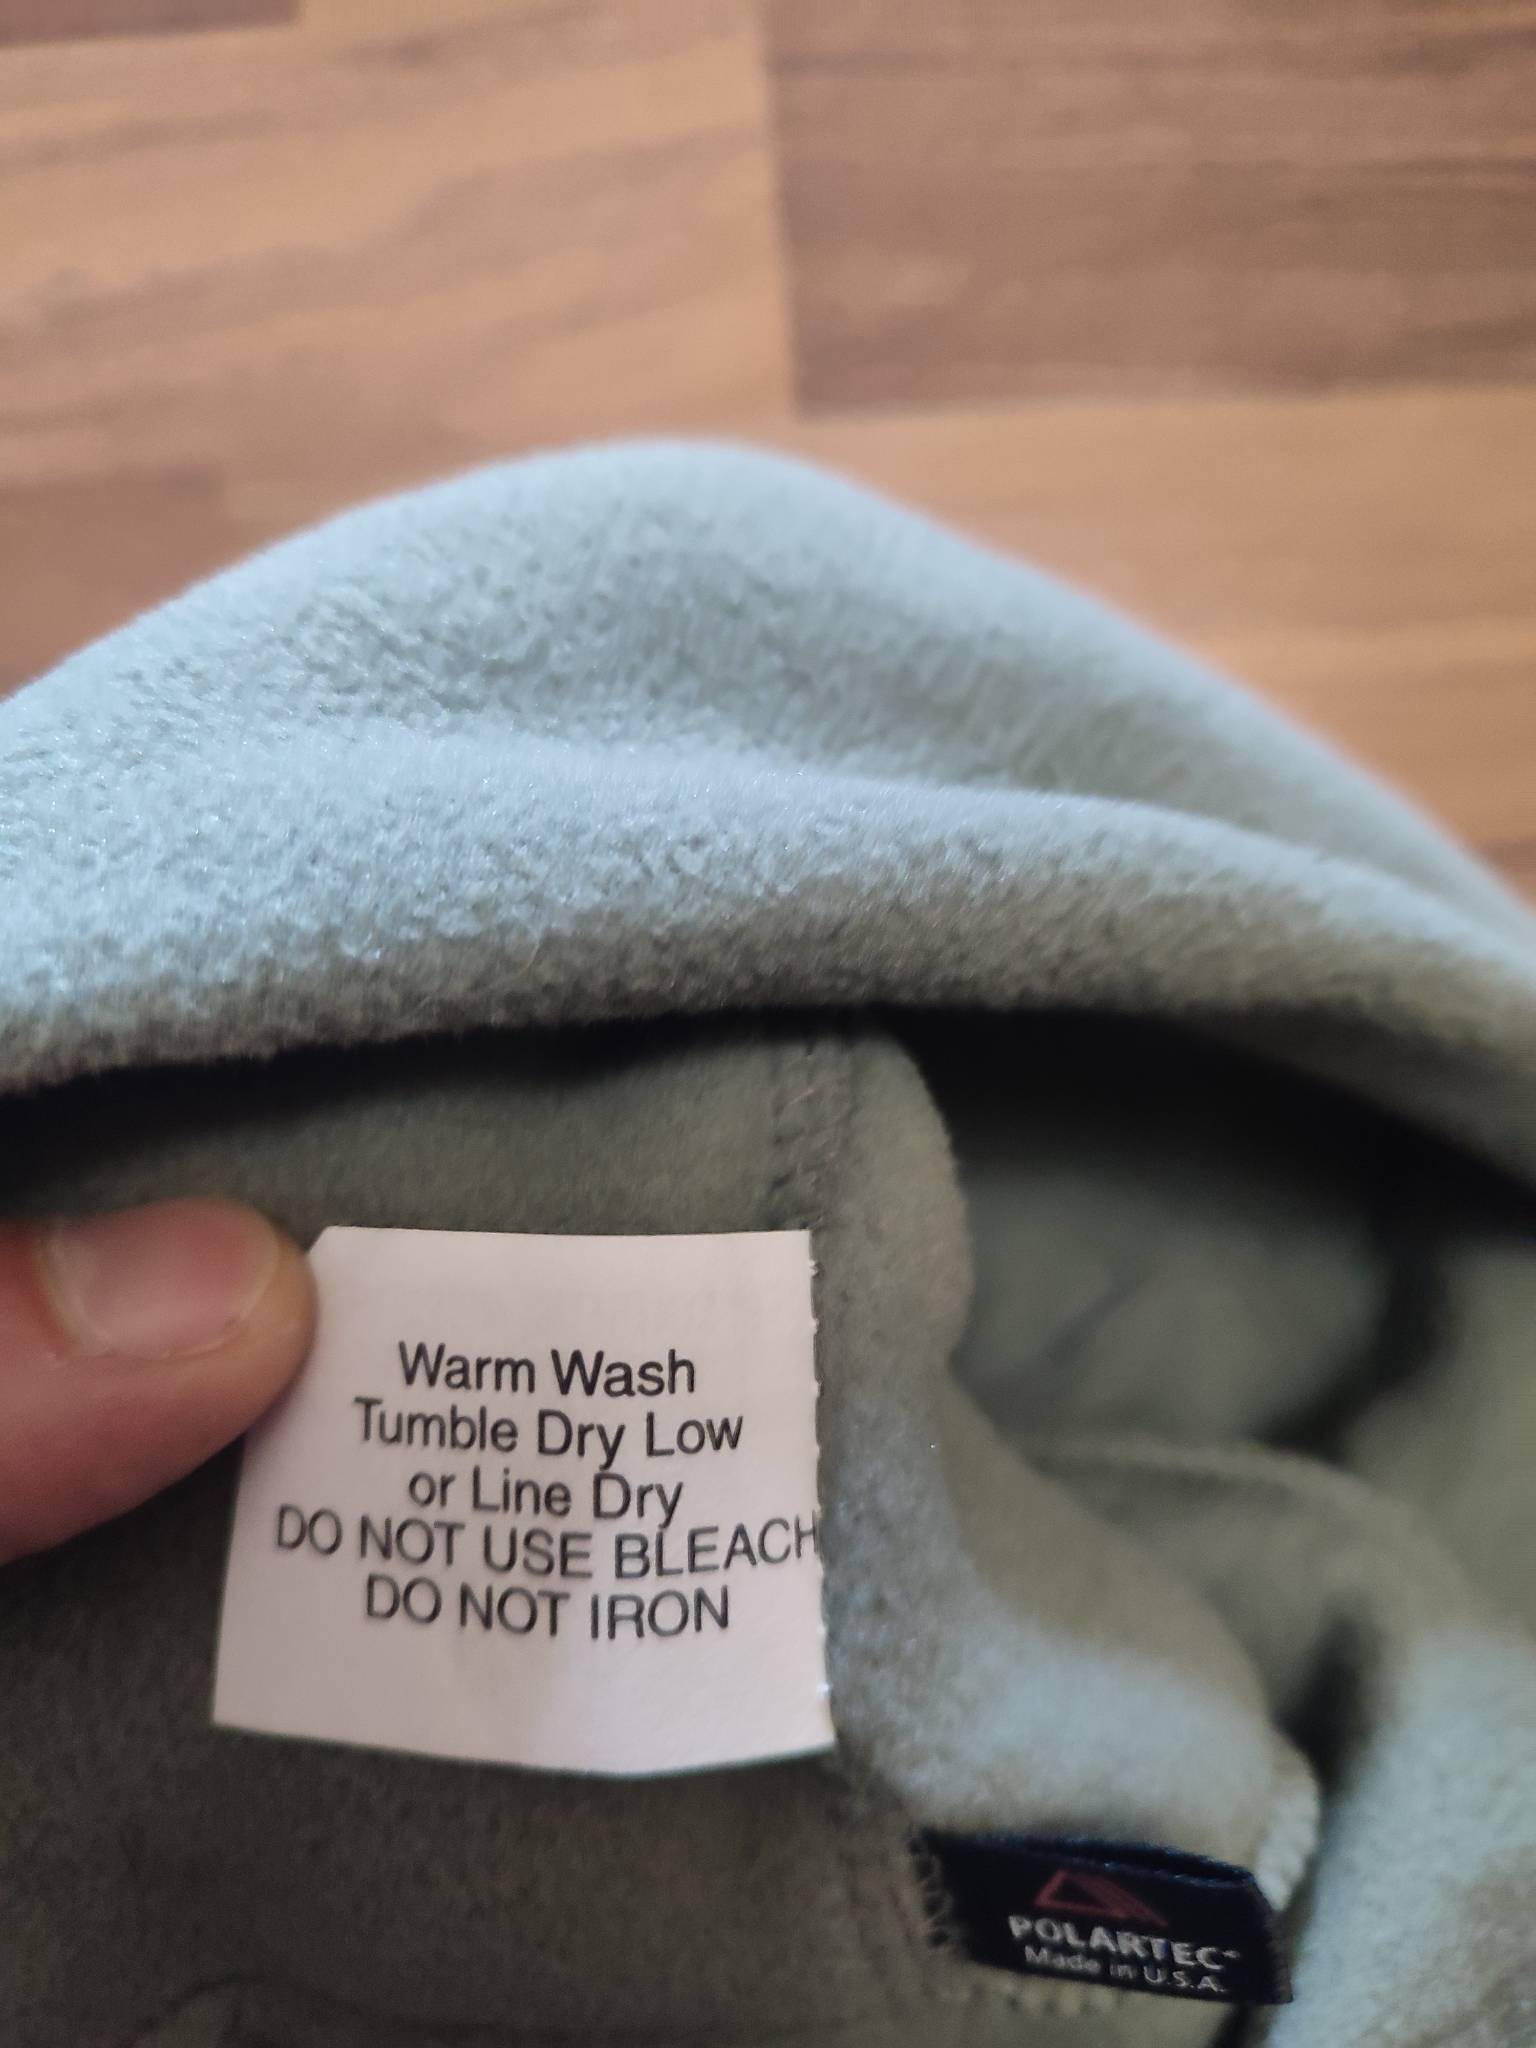 Warm Wash
Tumble Dry Low
or Line Dry
DO NOT USE BLEACH
DO NOT IRON
POLARTEC
Made in U.S.A.